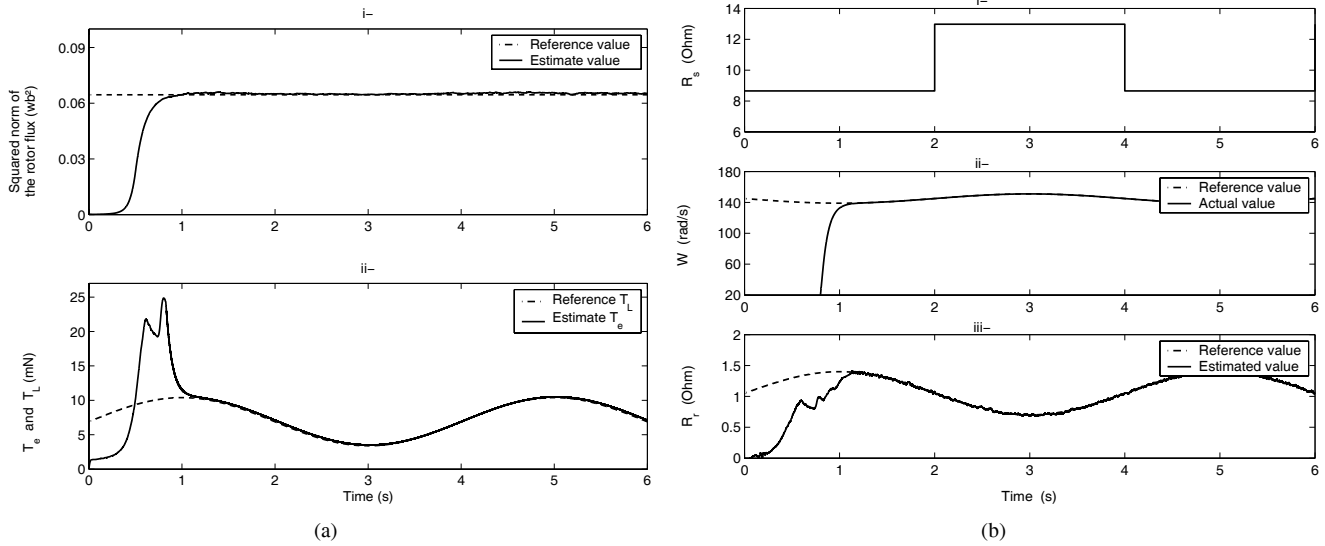 i–
0.09
0.06
0.03
0
Squared norm of
the rotor flux (wb²)
Reference value
Estimate value
0 1 2 3 4 5 6
ii–
25
20
15
10
5
0
T_e and T_L (mN)
Reference T_L
Estimate T_e
0 1 2 3 4 5 6
Time (s)
(a)
i–
14
12
10
8
6
R_s (Ohm)
0 1 2 3 4 5 6
ii–
180
140
100
60
20
W (rad/s)
Reference value
Actual value
0 1 2 3 4 5 6
iii–
2
1.5
1
0.5
0
R_r (Ohm)
Reference value
Estimated value
0 1 2 3 4 5 6
Time (s)
(b)